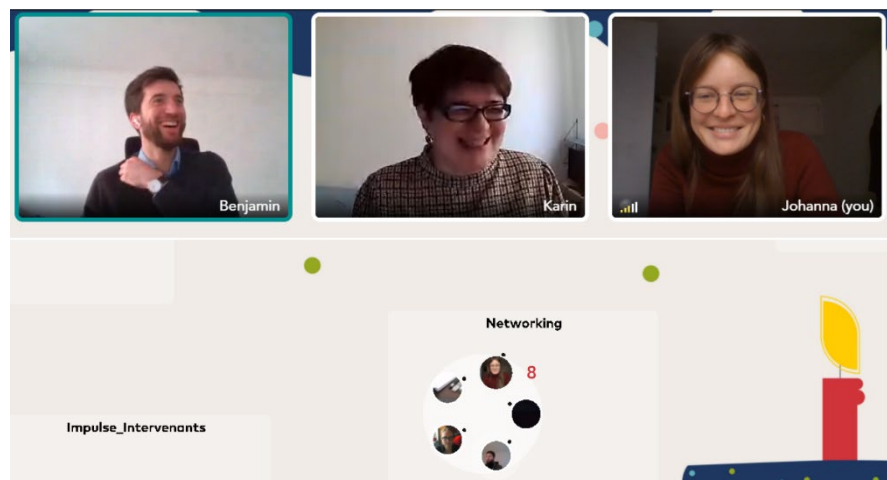 Benjamin
Karin
Johanna (you)
Networking
8
Impulse_Intervenants